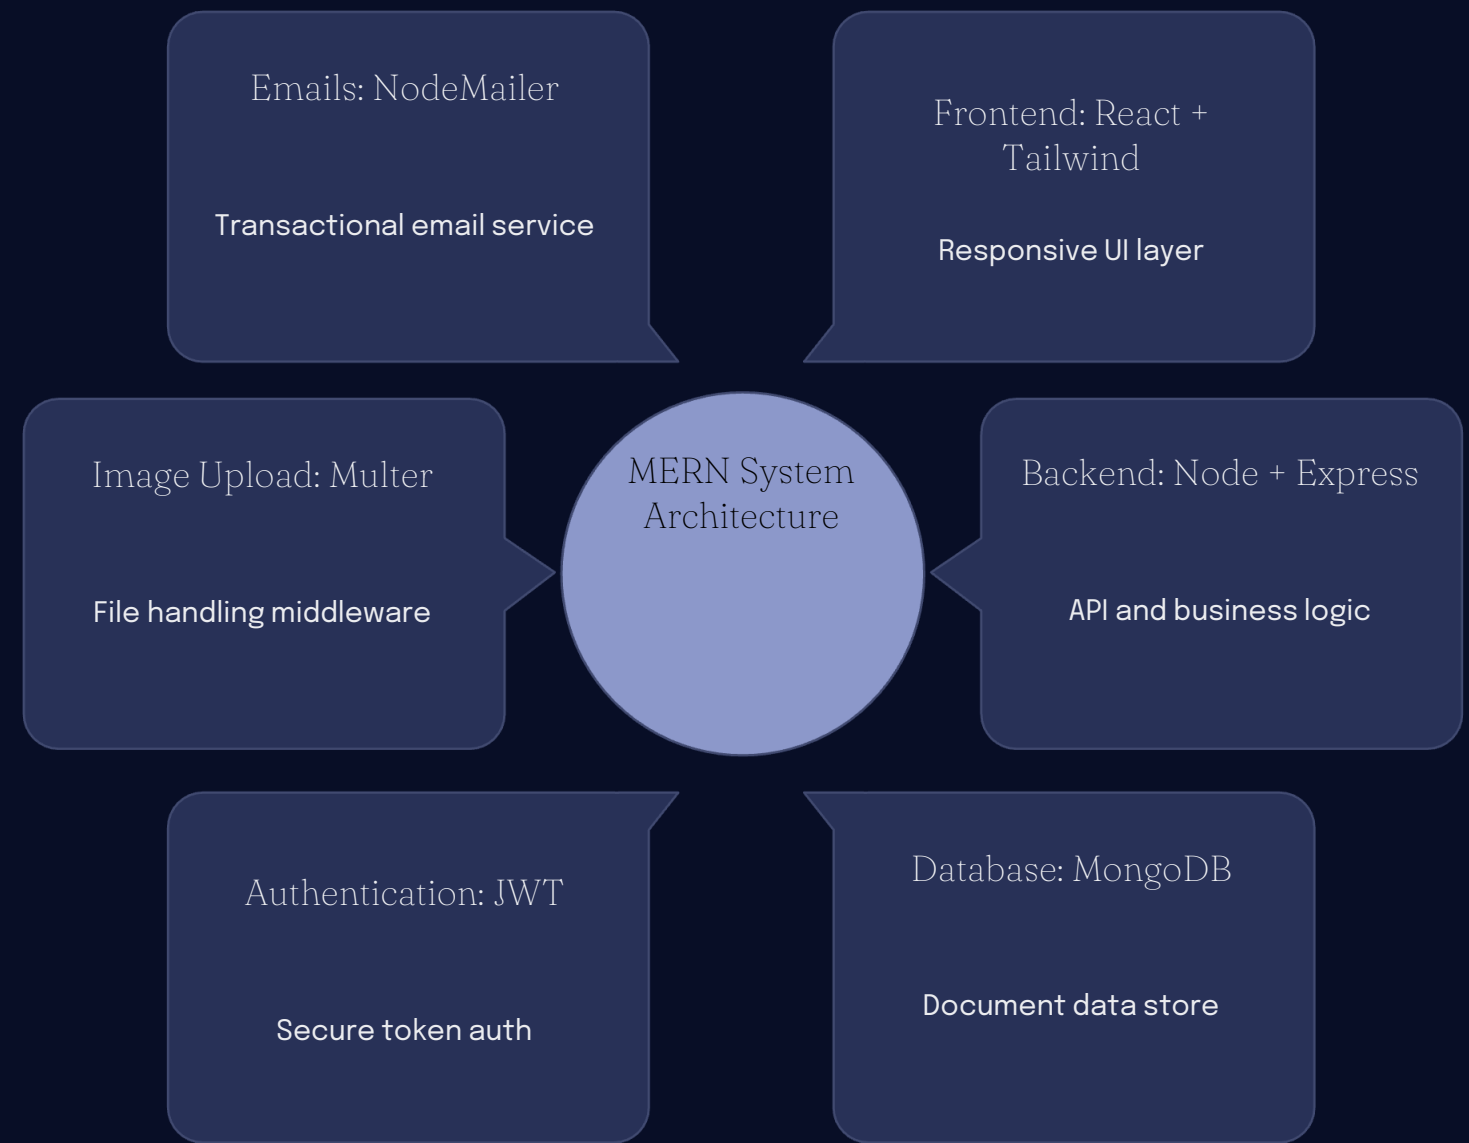 Emails: NodeMailer
Transactional email service
Frontend: React +
Tailwind
Responsive UI layer
Image Upload: Multer
File handling middleware
MERN System
Architecture
Backend: Node + Express
API and business logic
Authentication: JWT
Secure token auth
Database: MongoDB
Document data store